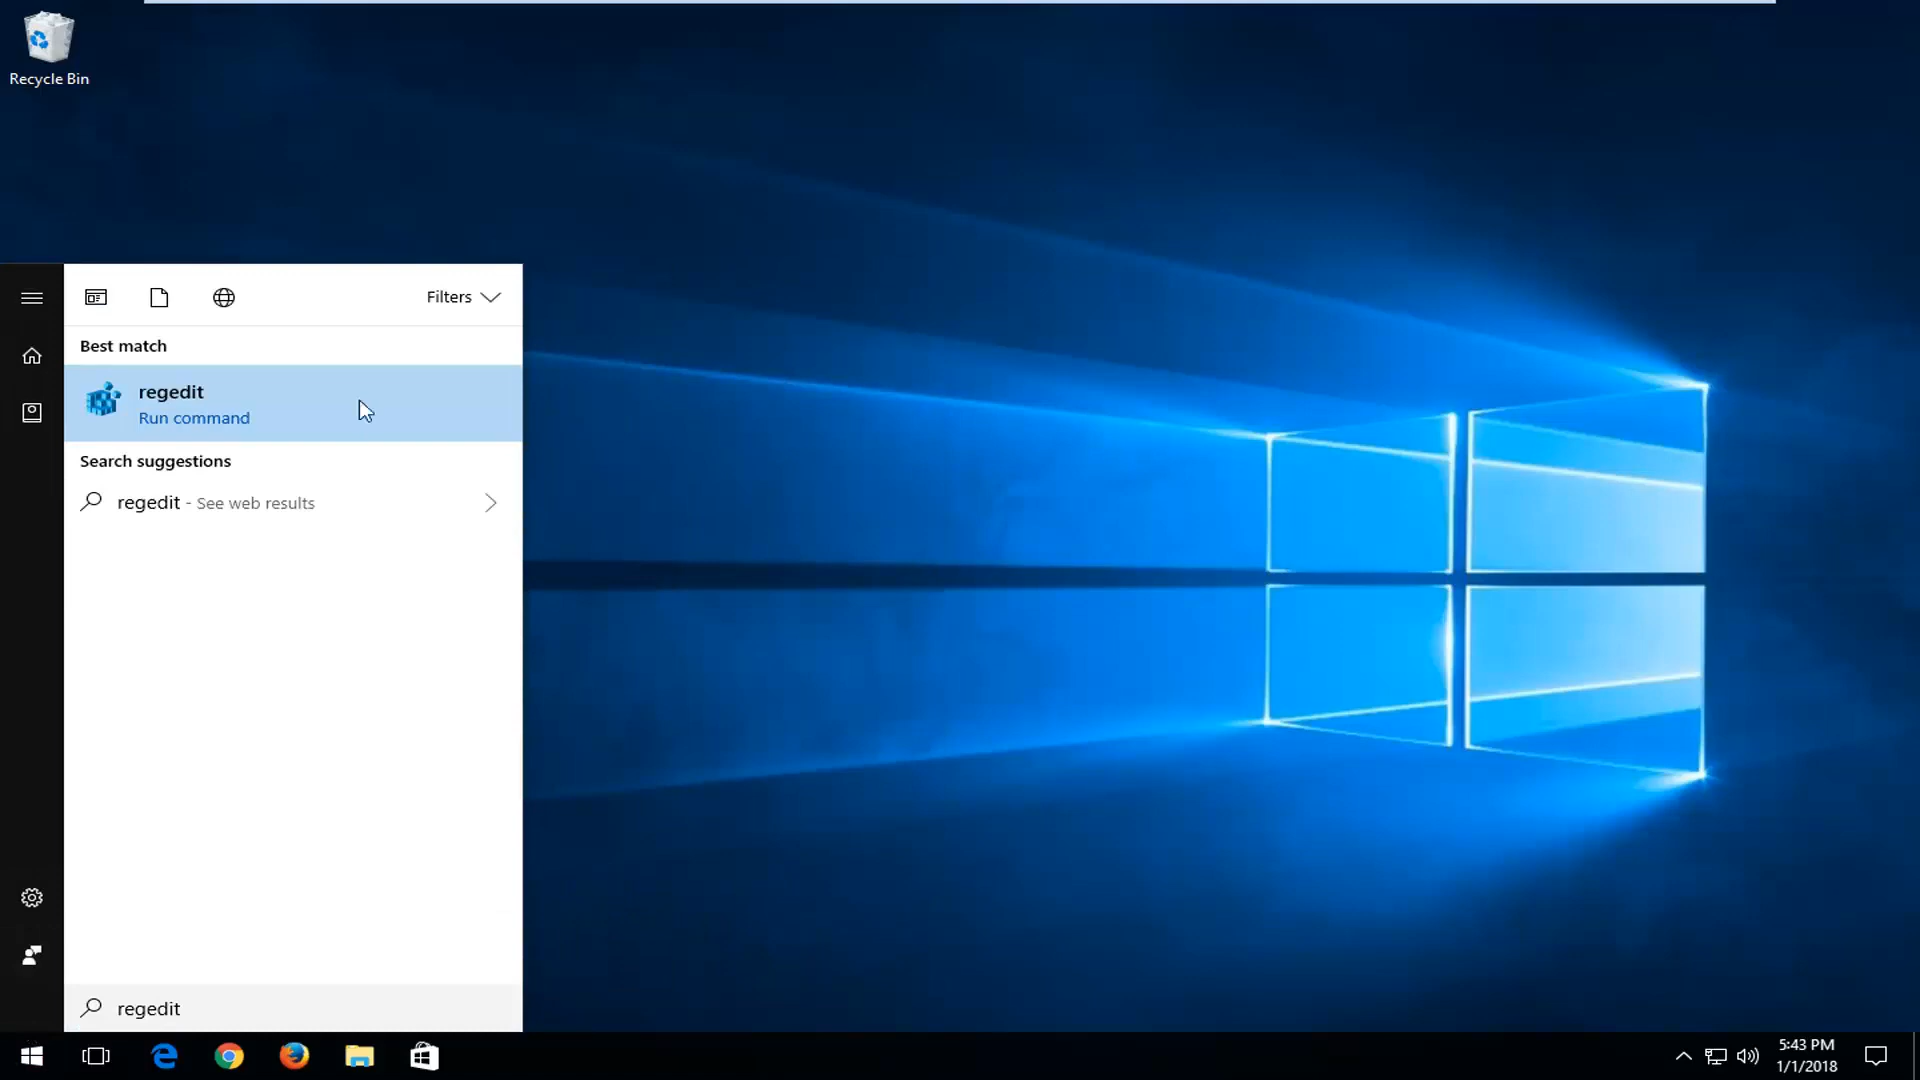 Recycle Bin
Filters
Best match
regedit
Run command
Search suggestions
regedit - See web results
regedit
5:43 PM
1/1/2018